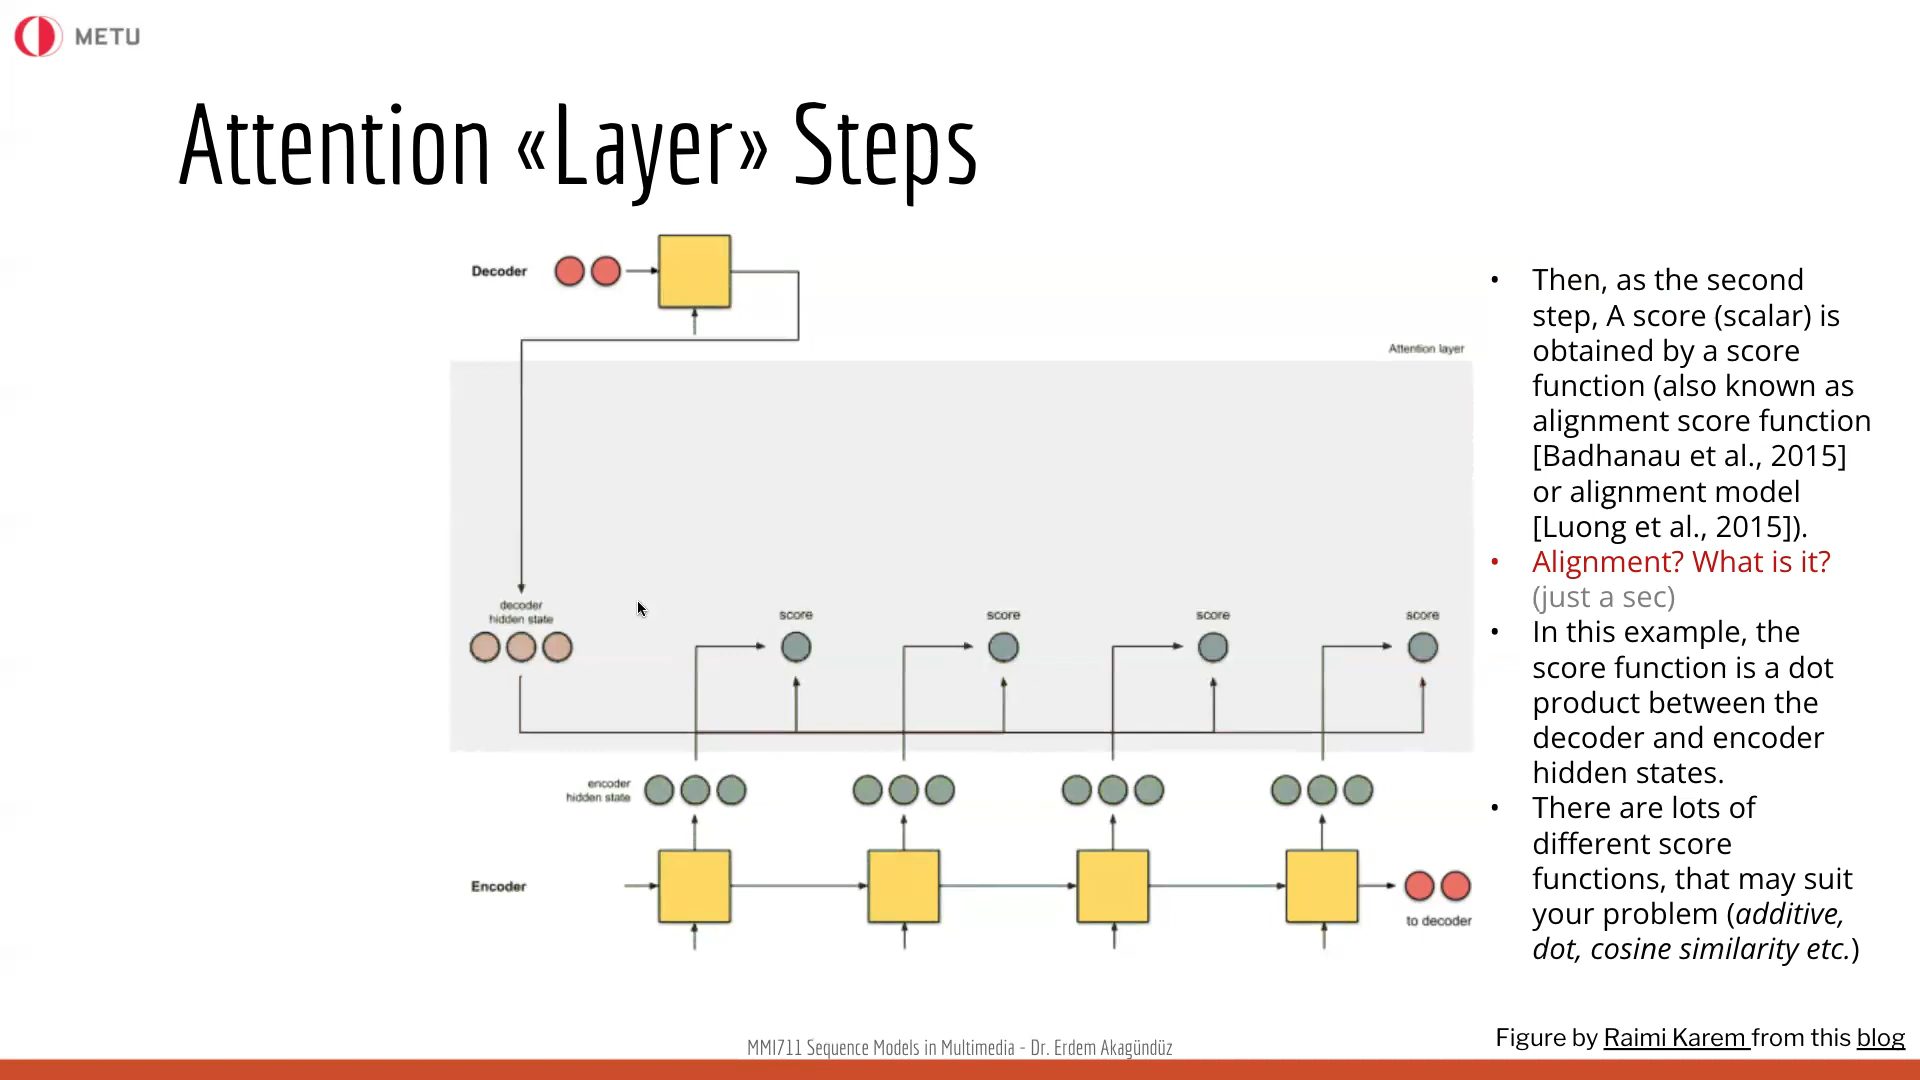 METU
Attention «Layer» Steps
Decoder
Attention layer
decoder
hidden state
score
score
score
score
encoder
hidden state
Encoder
to decoder
• Then, as the second
step, A score (scalar) is
obtained by a score
function (also known as
alignment score function
[Badhanau et al., 2015]
or alignment model
[Luong et al., 2015]).
• Alignment? What is it?
(just a sec)
• In this example, the
score function is a dot
product between the
decoder and encoder
hidden states.
• There are lots of
different score
functions, that may suit
your problem (additive,
dot, cosine similarity etc.)
Figure by Raimi Karem from this blog
MMI711 Sequence Models in Multimedia - Dr. Erdem Akagündüz